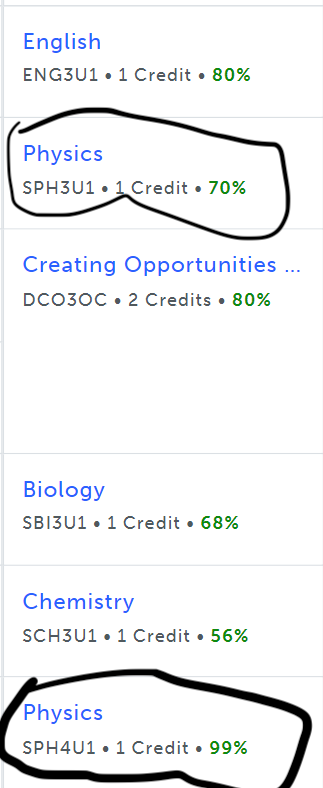 English
ENG3U1 • 1 Credit • 80%
Physics
SPH3U1 • 1 Credit • 70%
Creating Opportunities ...
DCO3OC • 2 Credits • 80%
Biology
SBI3U1 • 1 Credit • 68%
Chemistry
SCH3U1 • 1 Credit • 56%
Physics
SPH4U1 • 1 Credit • 99%